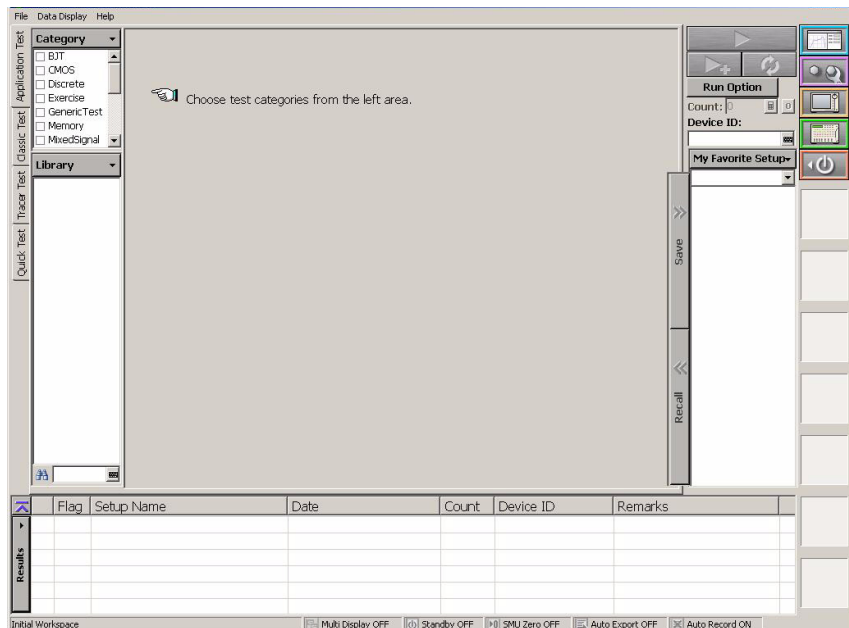 File Data Display Help
Application Test
Classic Test
Tracer Test
Quick Test
Category
BJT
CMOS
Discrete
Exercise
GenericTest
Memory
MixedSignal
Library
Choose test categories from the left area.
Run Option
Count: 0
0
Device ID:
My Favorite Setup
Save
Recall
Results
Flag Setup Name Date Count Device ID Remarks
Initial Workspace Multi Display OFF Standby OFF SMU Zero OFF Auto Export OFF Auto Record ON